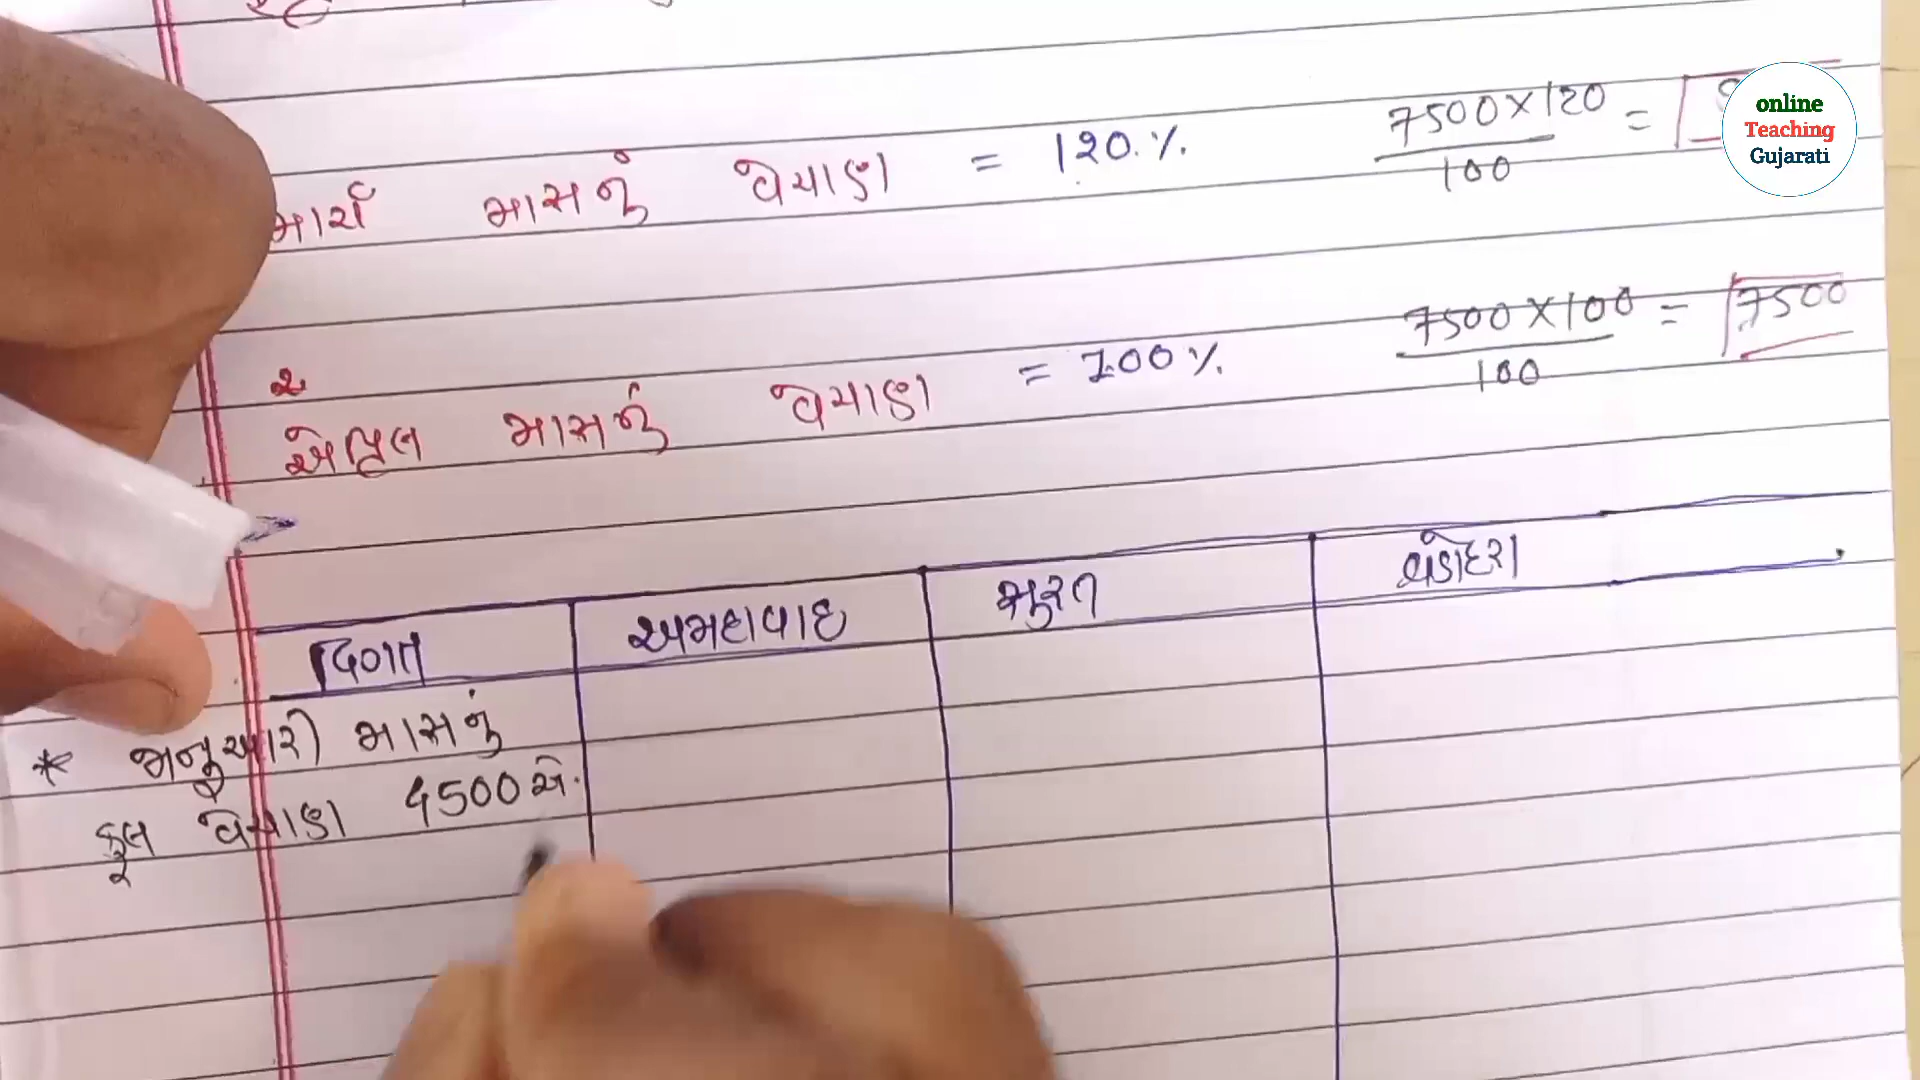 માર્ચ માસનું વેચાણ = 120.%. 7500×120 =
100
online
Teaching
Gujarati
એપ્રિલ માસનું વેચાણ = 100%. 7500×100 = 7500
100
વિગત અમદાવાદ સુરત વડોદરા
* જાન્યુઆરી માસનું
કુલ વેચાણ 4500 એ.